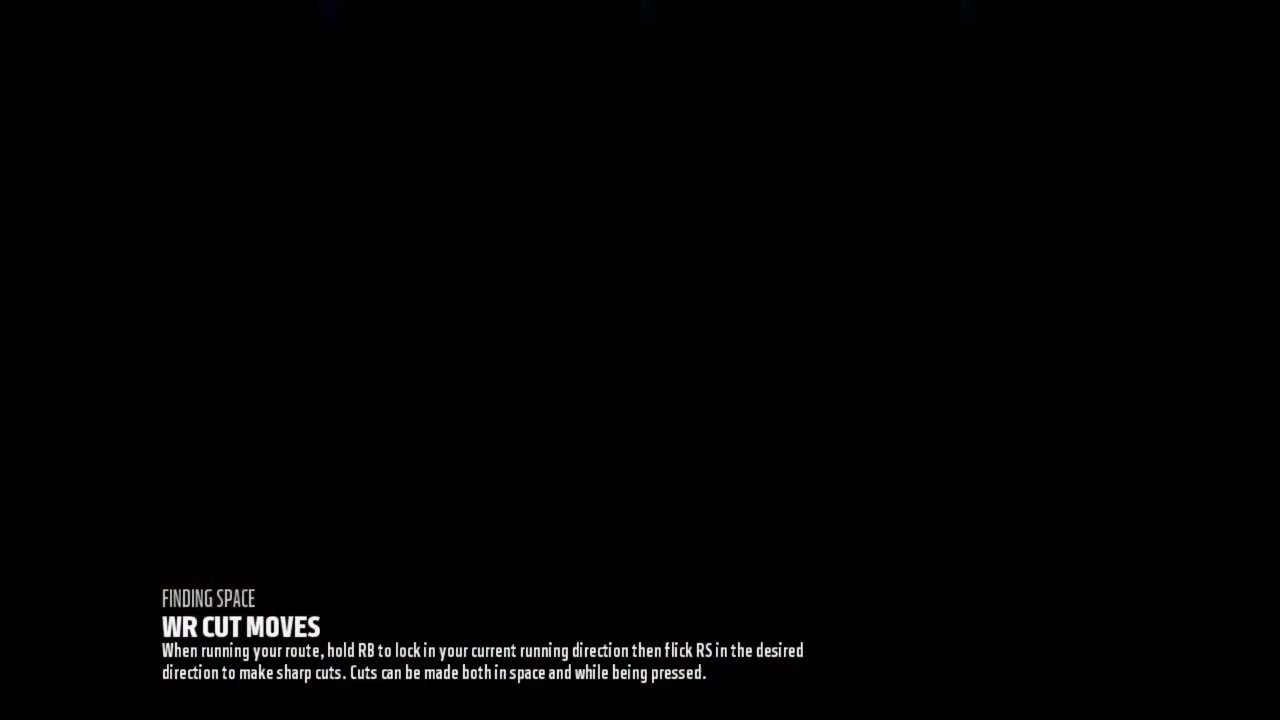 FINDING SPACE
WR CUT MOVES
When running your route, hold RB to lock in your current running direction then flick RS in the desired
direction to make sharp cuts. Cuts can be made both in space and while being pressed.